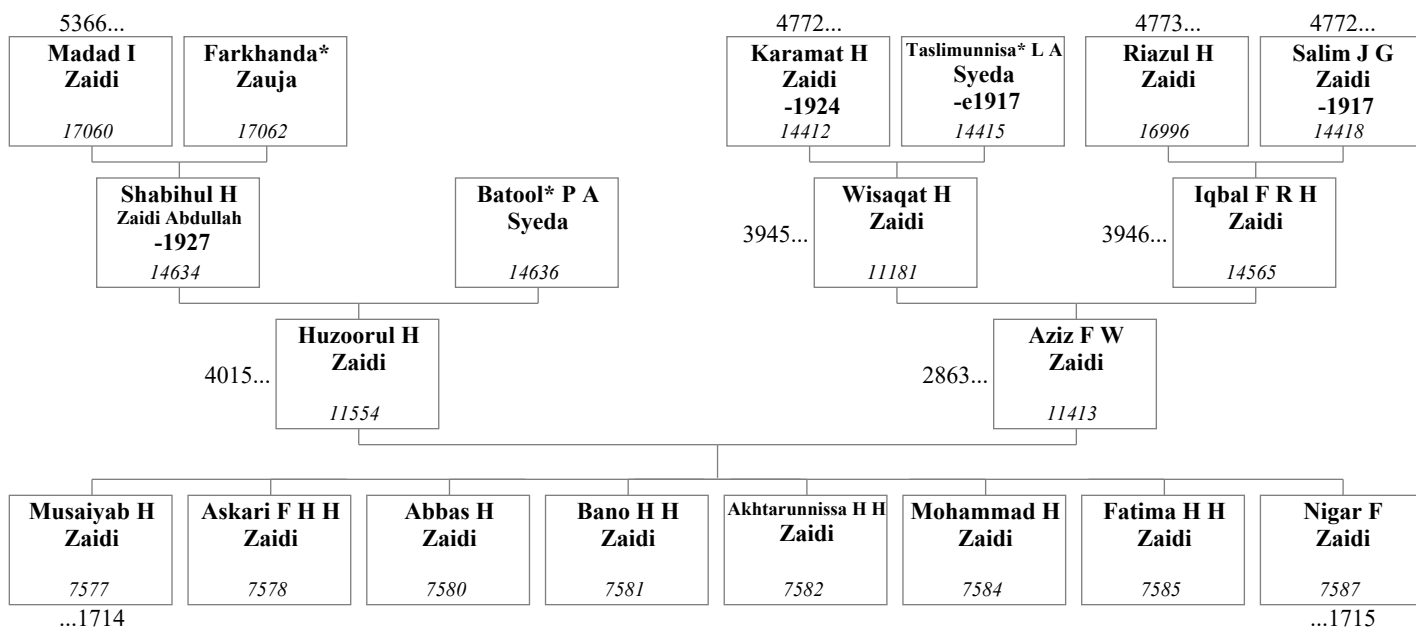 5366...
4772...
4773...
4772...
Madad I
Zaidi
17060
Farkhanda*
Zauja
17062
Karamat H
Zaidi
-1924
14412
Taslimunnisa* L A
Syeda
-e1917
14415
Riazul H
Zaidi
16996
Salim J G
Zaidi
-1917
14418
Shabihul H
Zaidi Abdullah
-1927
14634
Batool* P A
Syeda
14636
3945...
Wisaqat H
Zaidi
11181
3946...
Iqbal F R H
Zaidi
14565
4015...
Huzoorul H
Zaidi
11554
2863...
Aziz F W
Zaidi
11413
Musaiyab H
Zaidi
7577
Askari F H H
Zaidi
7578
Abbas H
Zaidi
7580
Bano H H
Zaidi
7581
Akhtarunnissa H H
Zaidi
7582
Mohammad H
Zaidi
7584
Fatima H H
Zaidi
7585
Nigar F
Zaidi
7587
...1714
...1715